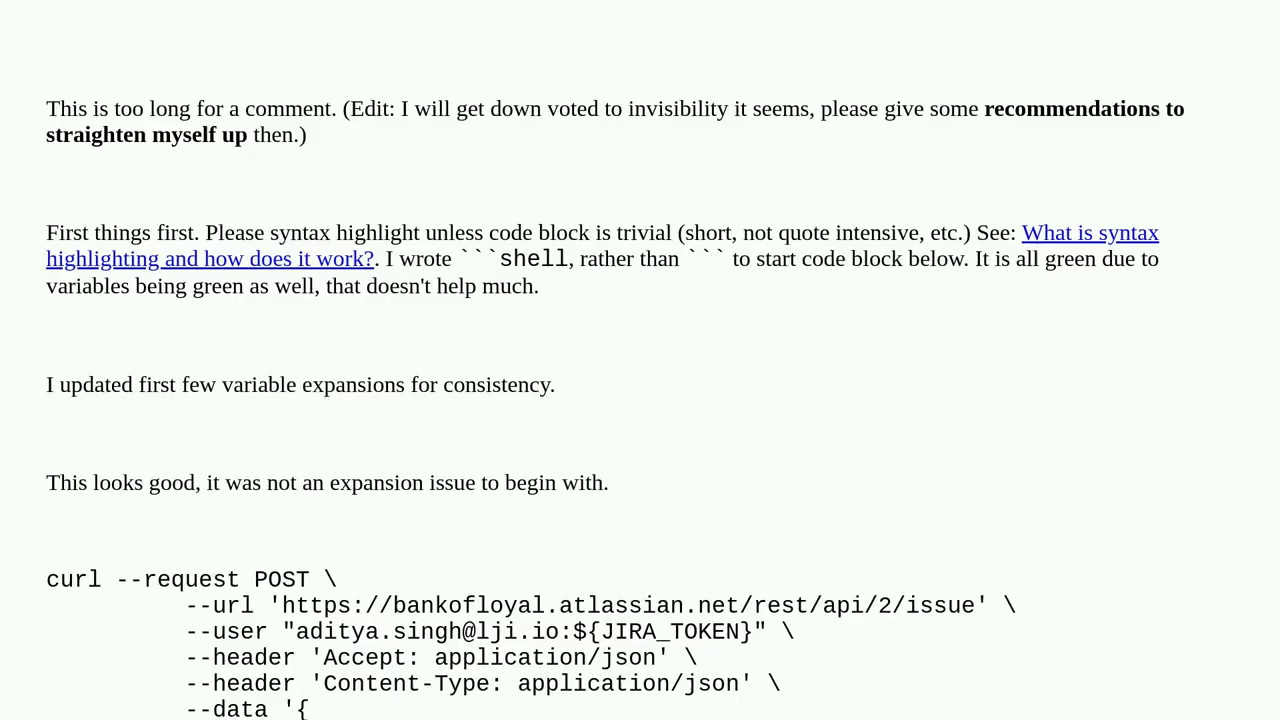 This is too long for a comment. (Edit: I will get down voted to invisibility it seems, please give some recommendations to
straighten myself up then.)
First things first. Please syntax highlight unless code block is trivial (short, not quote intensive, etc.) See: What is syntax
highlighting and how does it work?. I wrote ```shell, rather than ``` to start code block below. It is all green due to
variables being green as well, that doesn't help much.
I updated first few variable expansions for consistency.
This looks good, it was not an expansion issue to begin with.
curl --request POST \
          --url 'https://bankofloyal.atlassian.net/rest/api/2/issue' \
          --user "aditya.singh@lji.io:${JIRA_TOKEN}" \
          --header 'Accept: application/json' \
          --header 'Content-Type: application/json' \
          --data '{